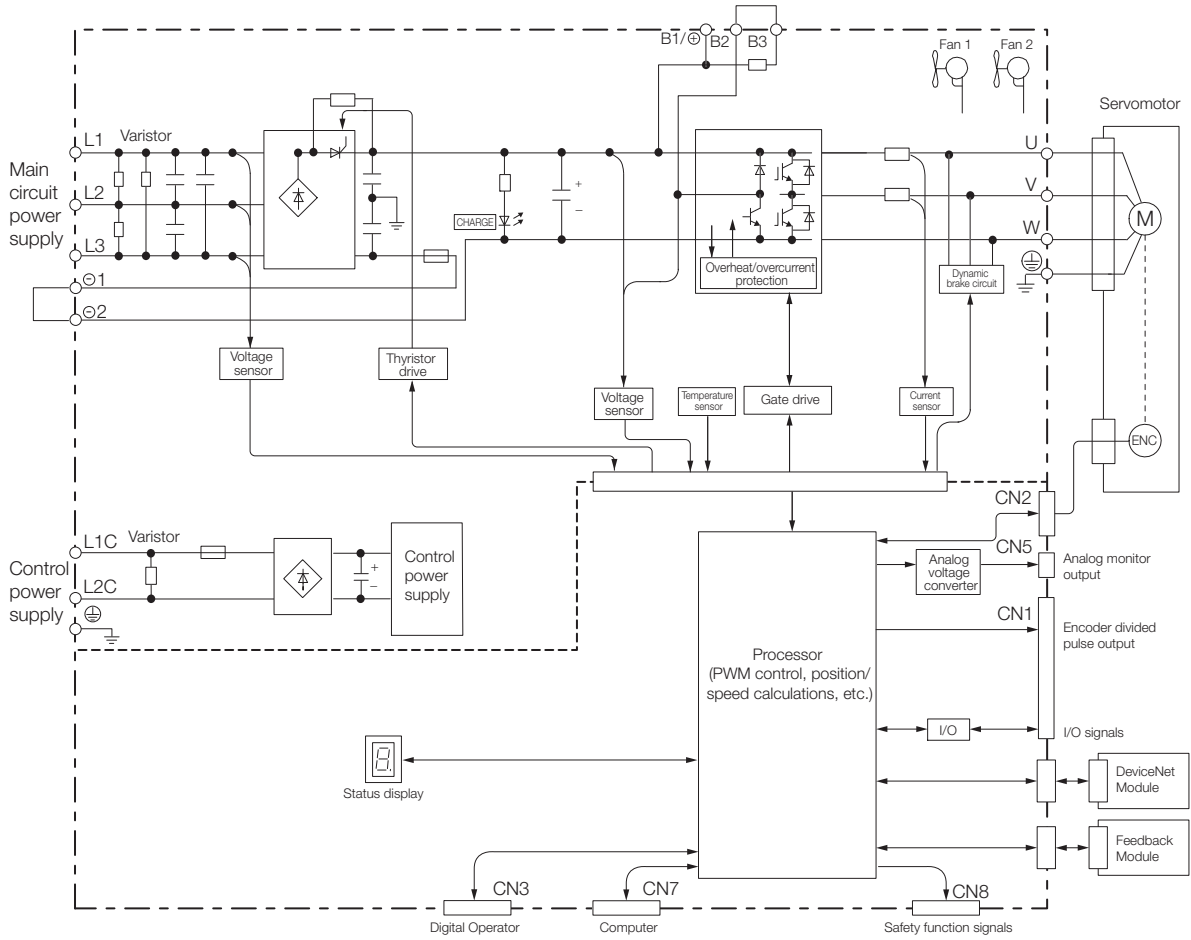 B1/⊕ B2 B3
Fan 1 Fan 2
Servomotor
L1 Varistor
Main
circuit
power
supply
L2
L3
⊖1
⊖2
CHARGE
+
–
Overheat/overcurrent
protection
U
V
W
M
Dynamic
brake circuit
Voltage
sensor
Thyristor
drive
Voltage
sensor
Temperature
sensor
Gate drive
Current
sensor
ENC
CN2
L1C Varistor
Control
power
supply
L2C
+
–
Control
power
supply
CN5
Analog
voltage
converter
Analog monitor
output
CN1
Encoder divided
pulse output
Processor
(PWM control, position/
speed calculations, etc.)
I/O
I/O signals
8.
Status display
DeviceNet
Module
Feedback
Module
CN3
CN7
CN8
Digital Operator
Computer
Safety function signals